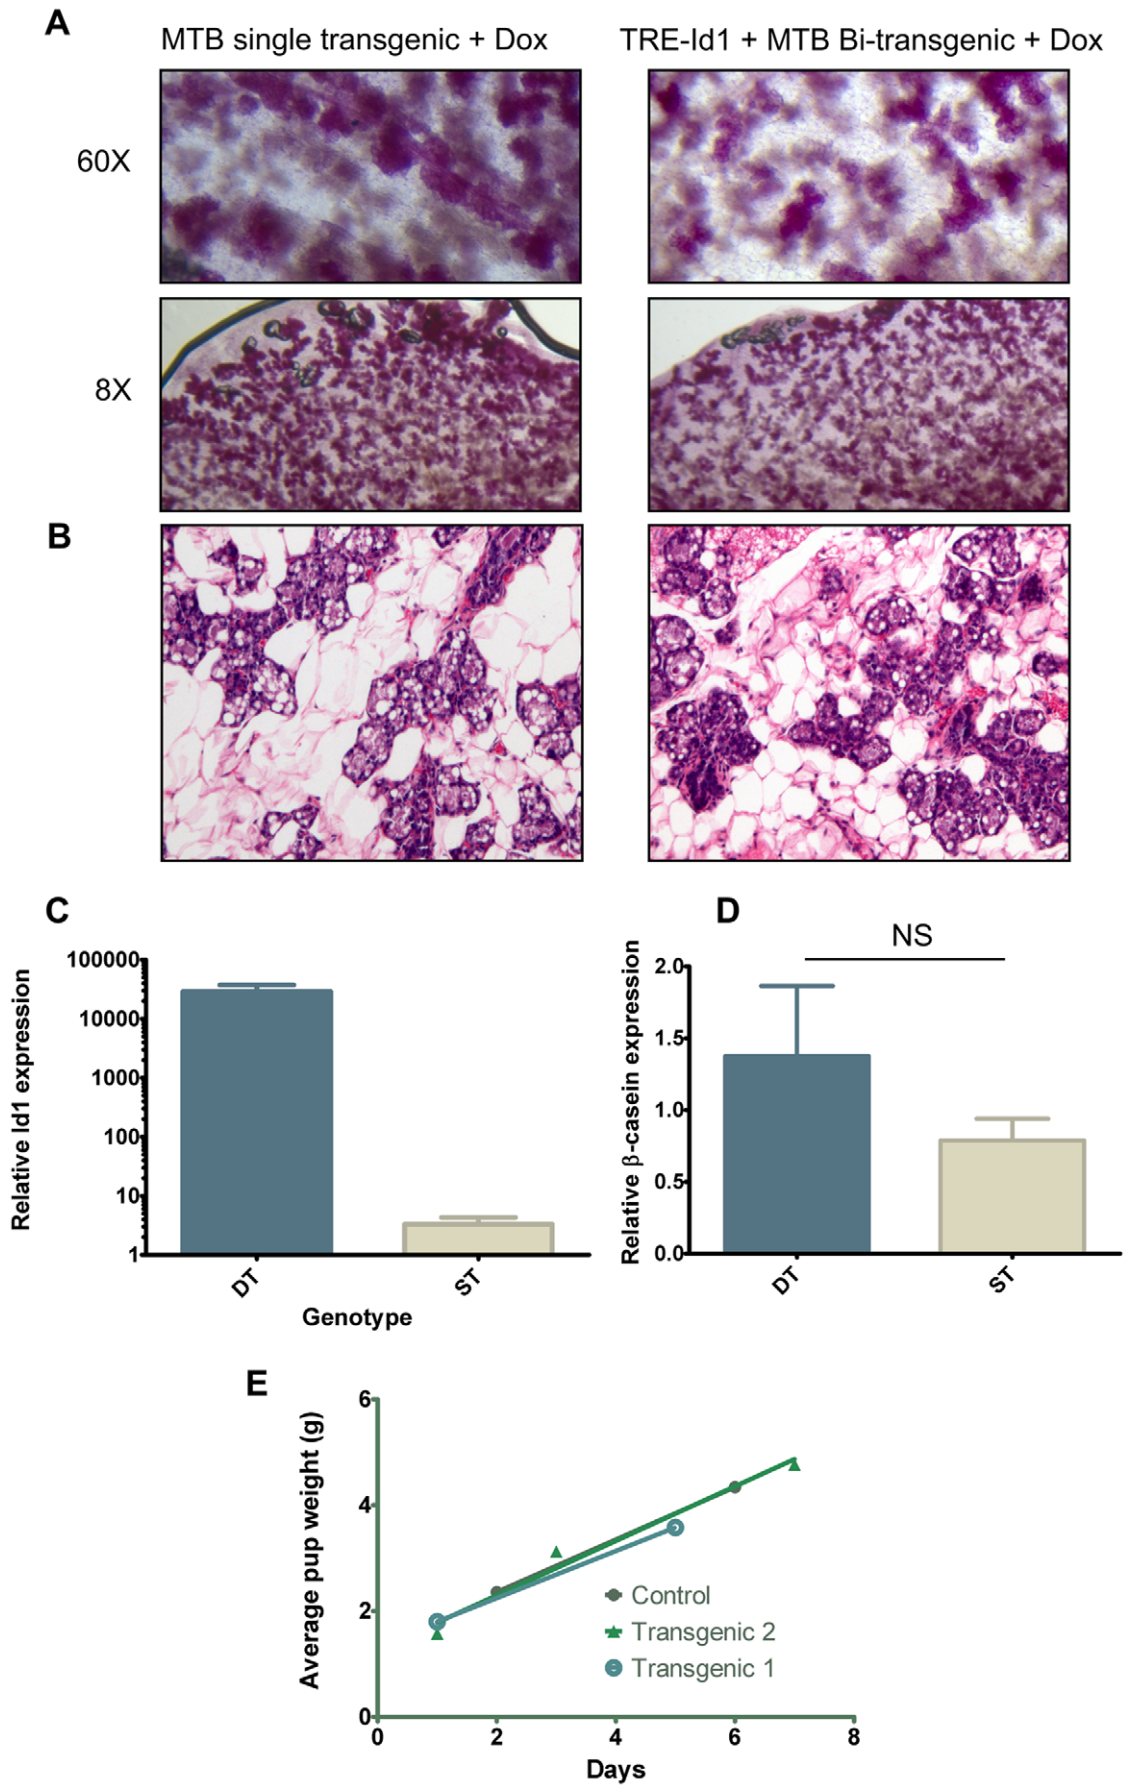 A
MTB single transgenic + Dox
TRE-Id1 + MTB Bi-transgenic + Dox
60X
8X
B
C
Relative Id1 expression
100000
10000
1000
100
10
1
DT
ST
Genotype
D
NS
Relative β-casein expression
2.0
1.5
1.0
0.5
0.0
DT
ST
E
Average pup weight (g)
6
4
2
0
Control
Transgenic 2
Transgenic 1
0 2 4 6 8
Days